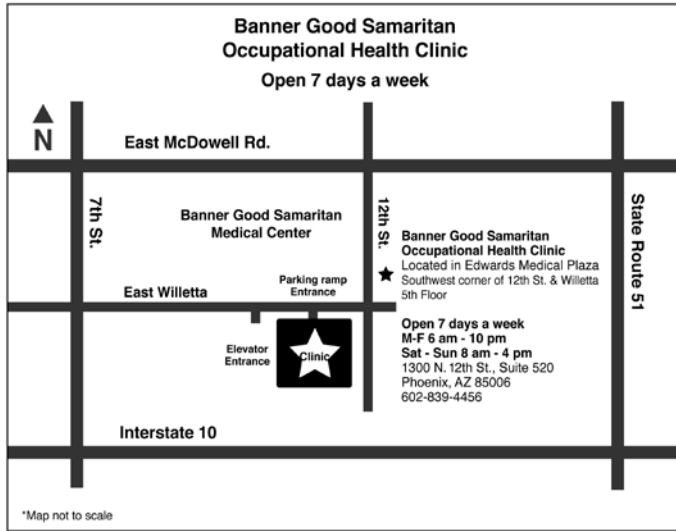 Banner Good Samaritan
Occupational Health Clinic
Open 7 days a week
N
East McDowell Rd.
7th St.
Banner Good Samaritan
Medical Center
12th St.
State Route 51
Banner Good Samaritan
Occupational Health Clinic
Located in Edwards Medical Plaza
Southwest corner of 12th St. & Willetta
5th Floor
Parking ramp
Entrance
East Willetta
Elevator
Entrance
Clinic
Open 7 days a week
M-F 6 am - 10 pm
Sat - Sun 8 am - 4 pm
1300 N. 12th St., Suite 520
Phoenix, AZ 85006
602-839-4456
Interstate 10
*Map not to scale